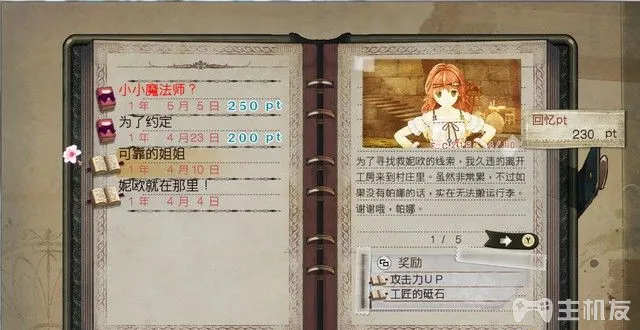 小小魔法师？
1年 5月5日 250 pt
为了约定
1年 4月23日 200 pt
可靠的姐姐
1年 4月10日
妮欧就在那里！
1年 4月4日
回忆pt
230 pt
为了寻找救妮欧的线索，我久违的离开
工房来到村庄里。虽然非常累，不过如
果没有帕娜的话，实在无法搬运行李。
谢谢哦，帕娜。
1/5
Y
奖励
攻击力UP
工匠的砥石
主机友